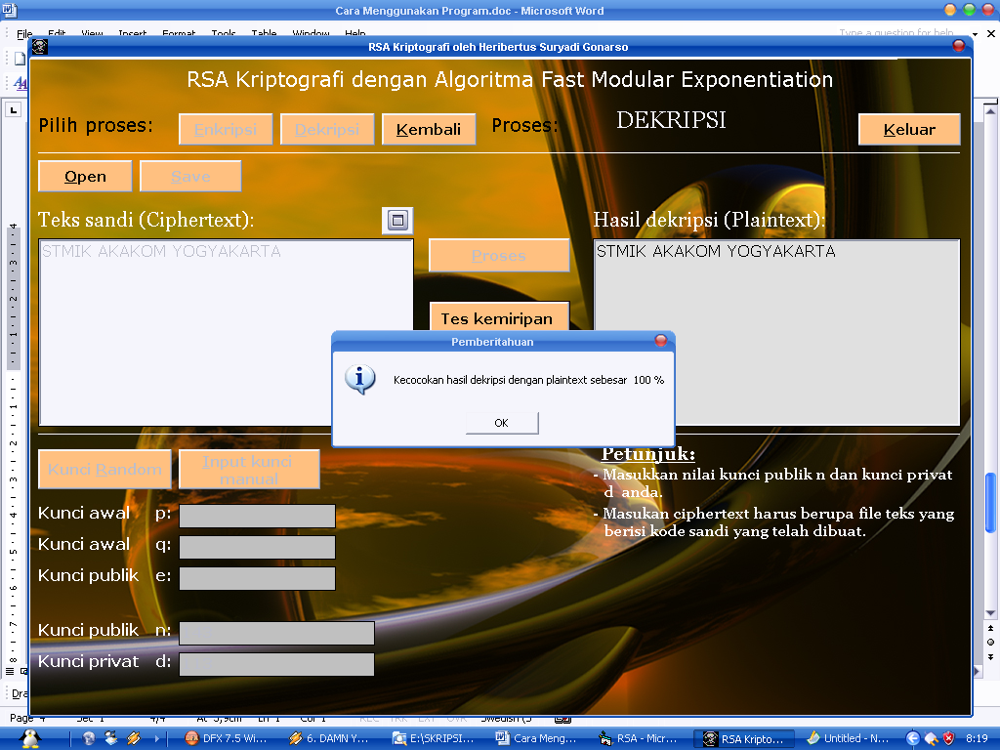 Cara Menggunakan Program.doc - Microsoft Word
File Edit View Insert Format Tools Table Window Help Type a question for help
RSA Kriptografi oleh Heribertus Suryadi Gonarso
RSA Kriptografi dengan Algoritma Fast Modular Exponentiation
Pilih proses: Enkripsi Dekripsi Kembali Proses: DEKRIPSI Keluar
Open Save
Teks sandi (Ciphertext): Hasil dekripsi (Plaintext):
STMIK AKAKOM YOGYAKARTA STMIK AKAKOM YOGYAKARTA
Proses
Tes kemiripan
Pemberitahuan
Kecocokan hasil dekripsi dengan plaintext sebesar 100 %
OK
Kunci Random Input kunci manual
Petunjuk:
- Masukkan nilai kunci publik n dan kunci privat
d anda.
- Masukan ciphertext harus berupa file teks yang
berisi kode sandi yang telah dibuat.
Kunci awal p:
Kunci awal q:
Kunci publik e:
Kunci publik n:
Kunci privat d:
Dra
Page 4 Sec 1 4/4 At 3,9cm Ln 1 Col 1 REC TRK EXT OVR Swedish (S
DFX 7.5 Wi... 6. DAMN Y... E:\SKRIPSI... Cara Meng... RSA - Micr... RSA Kripto... Untitled - N... 8:19